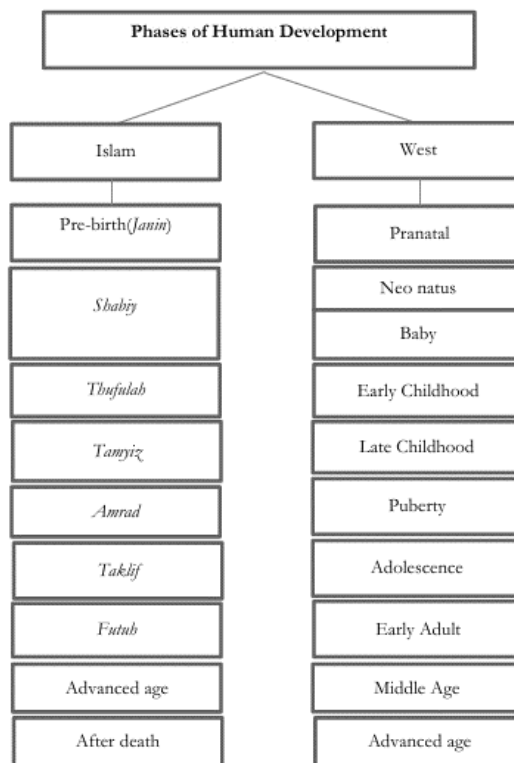 Phases of Human Development
Islam
West
Pre-birth(Janin)
Pranatal
Shabiy
Neo natus
Baby
Thufulah
Early Childhood
Tamyiz
Late Childhood
Amrad
Puberty
Taklif
Adolescence
Futuh
Early Adult
Advanced age
Middle Age
After death
Advanced age